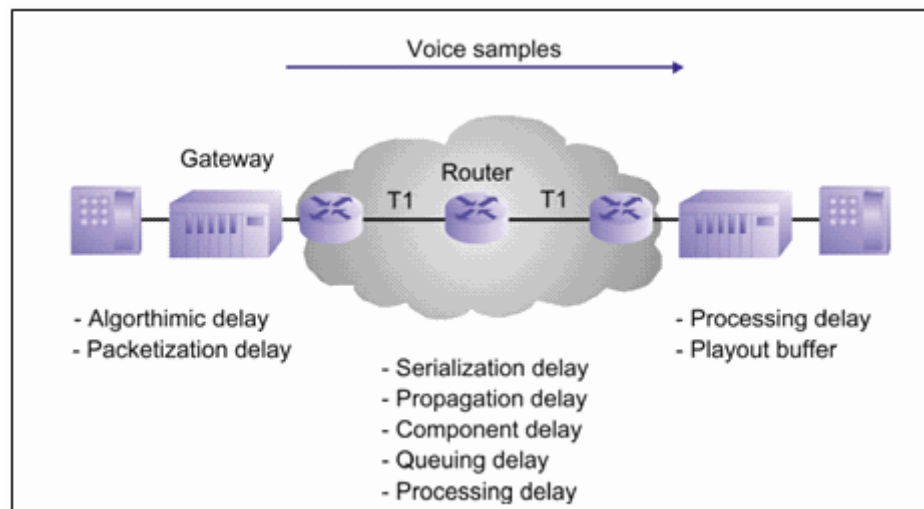 Voice samples
Gateway
Router
T1
T1
- Algorthimic delay
- Packetization delay
- Processing delay
- Playout buffer
- Serialization delay
- Propagation delay
- Component delay
- Queuing delay
- Processing delay